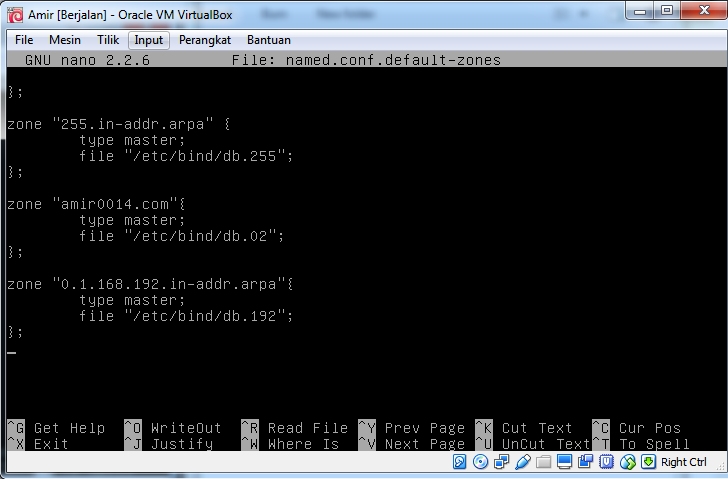 Amir [Berjalan] - Oracle VM VirtualBox
File Mesin Tilik Input Perangkat Bantuan
GNU nano 2.2.6 File: named.conf.default-zones
};
zone "255.in-addr.arpa" {
type master;
file "/etc/bind/db.255";
};
zone "amir0014.com"{
type master;
file "/etc/bind/db.02";
};
zone "0.1.168.192.in-addr.arpa"{
type master;
file "/etc/bind/db.192";
};
^G Get Help ^O WriteOut ^R Read File ^Y Prev Page ^K Cut Text ^C Cur Pos
^X Exit ^J Justify ^W Where Is ^V Next Page ^U UnCut Text ^T To Spell
Right Ctrl